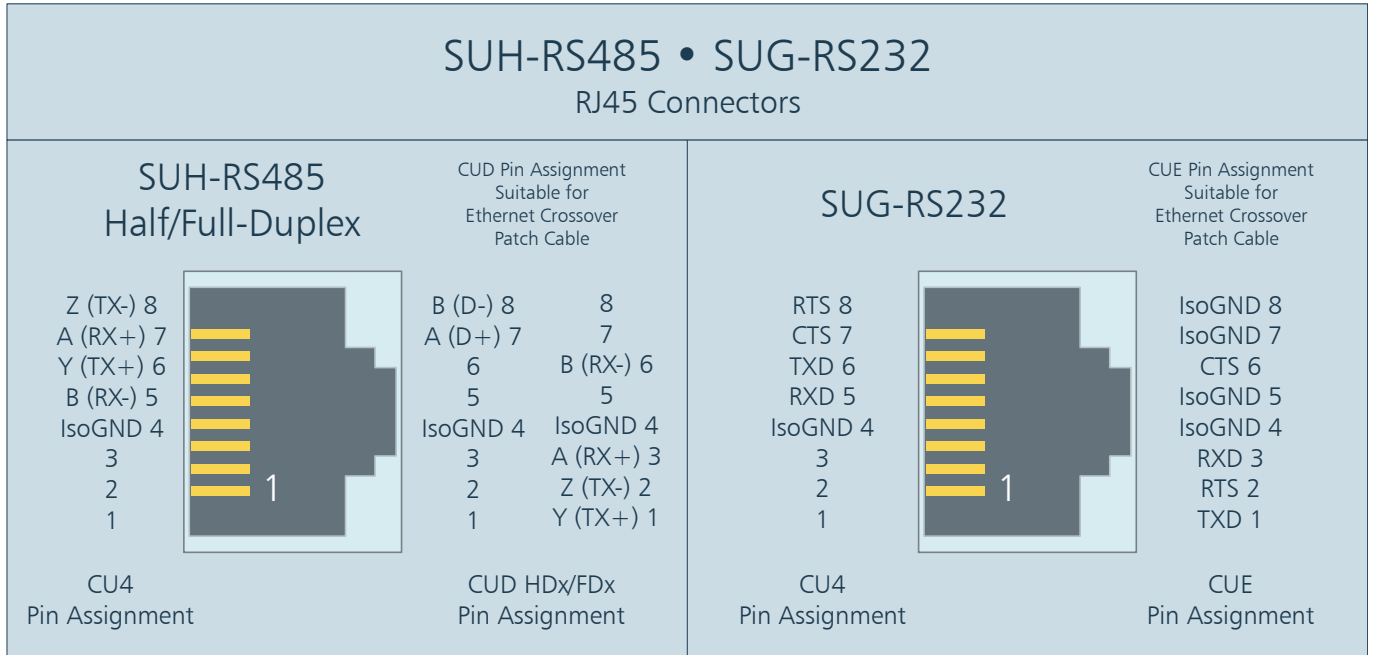 SUH-RS485 • SUG-RS232
RJ45 Connectors
SUH-RS485
Half/Full-Duplex
CUD Pin Assignment
Suitable for
Ethernet Crossover
Patch Cable
Z (TX-) 8
A (RX+) 7
Y (TX+) 6
B (RX-) 5
IsoGND 4
3
2
1
1
B (D-) 8
A (D+) 7
6
5
IsoGND 4
3
2
1
8
7
B (RX-) 6
5
IsoGND 4
A (RX+) 3
Z (TX-) 2
Y (TX+) 1
CU4
Pin Assignment
CUD HDx/FDx
Pin Assignment
SUG-RS232
CUE Pin Assignment
Suitable for
Ethernet Crossover
Patch Cable
RTS 8
CTS 7
TXD 6
RXD 5
IsoGND 4
3
2
1
1
IsoGND 8
IsoGND 7
CTS 6
IsoGND 5
IsoGND 4
RXD 3
RTS 2
TXD 1
CU4
Pin Assignment
CUE
Pin Assignment